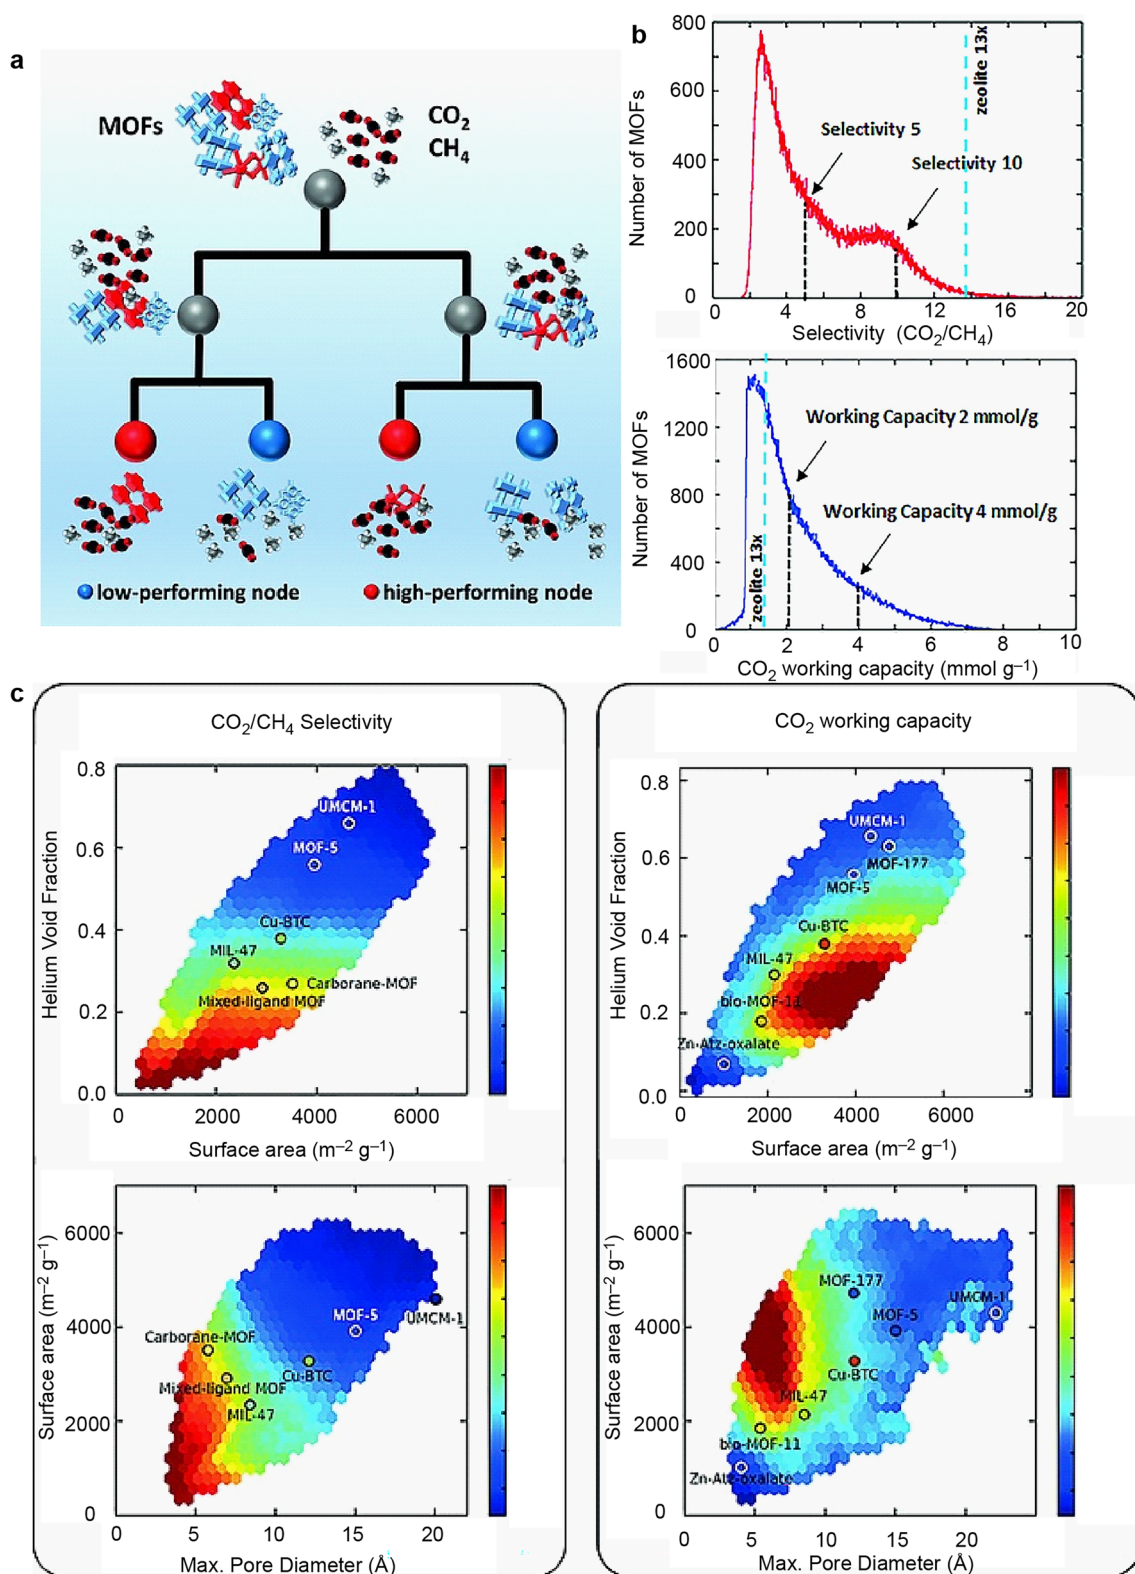 a
MOFs
CO2
CH4
low-performing node
high-performing node
b
800
600
400
200
0
Number of MOFs
Selectivity 5
Selectivity 10
zeolite 13x
0
4
8
12
16
20
Selectivity (CO2/CH4)
1600
1200
800
400
0
Number of MOFs
Working Capacity 2 mmol/g
Working Capacity 4 mmol/g
zeolite 13x
0
2
4
6
8
10
CO2 working capacity (mmol g–1)
c
CO2/CH4 Selectivity
0.8
0.6
0.4
0.2
0.0
Helium Void Fraction
UMCM-1
MOF-5
Cu-BTC
MIL-47
Carborane-MOF
Mixed-ligand MOF
0
2000
4000
6000
Surface area (m–2 g–1)
6000
4000
2000
0
Surface area (m–2 g–1)
MOF-5
UMCM-1
Carborane-MOF
Cu-BTC
Mixed-ligand MOF
MIL-47
0
5
10
15
20
Max. Pore Diameter (Å)
CO2 working capacity
0.8
0.6
0.4
0.2
0.0
Helium Void Fraction
UMCM-1
MOF-177
MOF-5
Cu-BTC
MIL-47
bio-MOF-11
Zn-Atz-oxalate
0
2000
4000
6000
Surface area (m–2 g–1)
6000
4000
2000
0
Surface area (m–2 g–1)
MOF-177
UMCM-1
MOF-5
Cu-BTC
MIL-47
bio-MOF-11
Zn-Atz-oxalate
0
5
10
15
20
Max. Pore Diameter (Å)